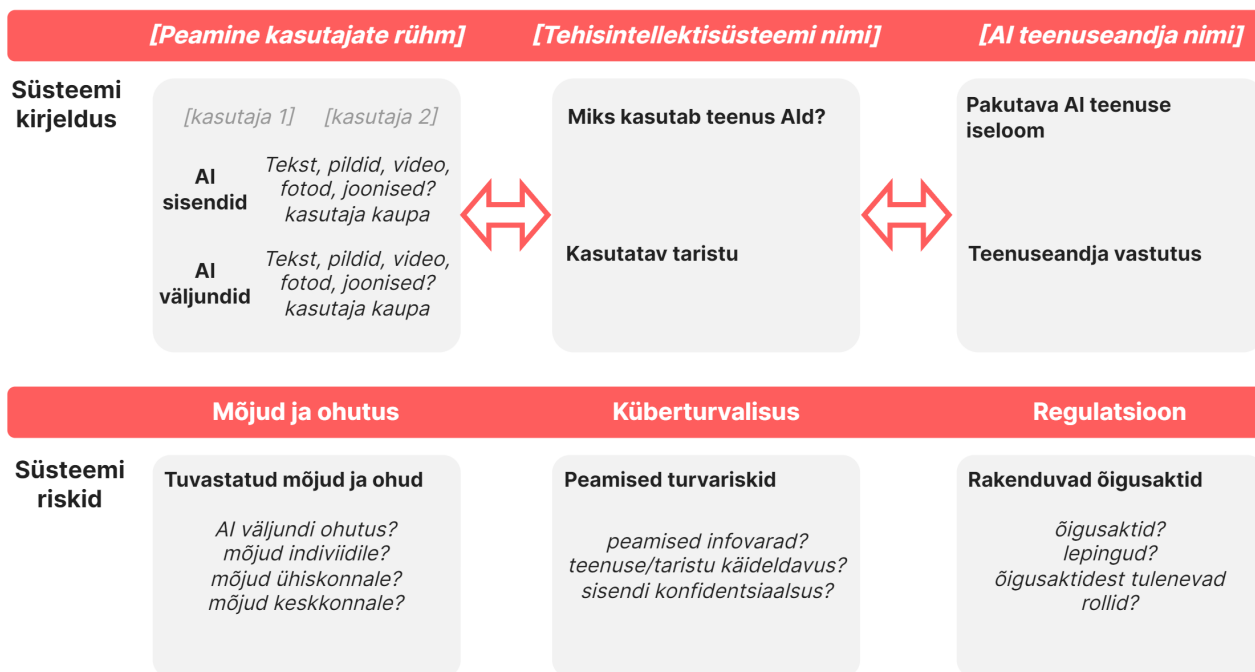 [Peamine kasutajate rühm]
[Tehisintellektisüsteemi nimi]
[AI teenuseandja nimi]
Süsteemi
kirjeldus
[kasutaja 1]
[kasutaja 2]
AI
sisendid
Tekst, pildid, video,
fotod, joonised?
kasutaja kaupa
AI
väljundid
Tekst, pildid, video,
fotod, joonised?
kasutaja kaupa
Miks kasutab teenus AId?
Kasutatav taristu
Pakutava AI teenuse
iseloom
Teenuseandja vastutus
Mõjud ja ohutus
Küberturvalisus
Regulatsioon
Süsteemi
riskid
Tuvastatud mõjud ja ohud
AI väljundi ohutus?
mõjud indiviidile?
mõjud ühiskonnale?
mõjud keskkonnale?
Peamised turvariskid
peamised infovarad?
teenuse/taristu käideldavus?
sisendi konfidentsiaalsus?
Rakenduvad õigusaktid
õigusaktid?
lepingud?
õigusaktidest tulenevad
rollid?